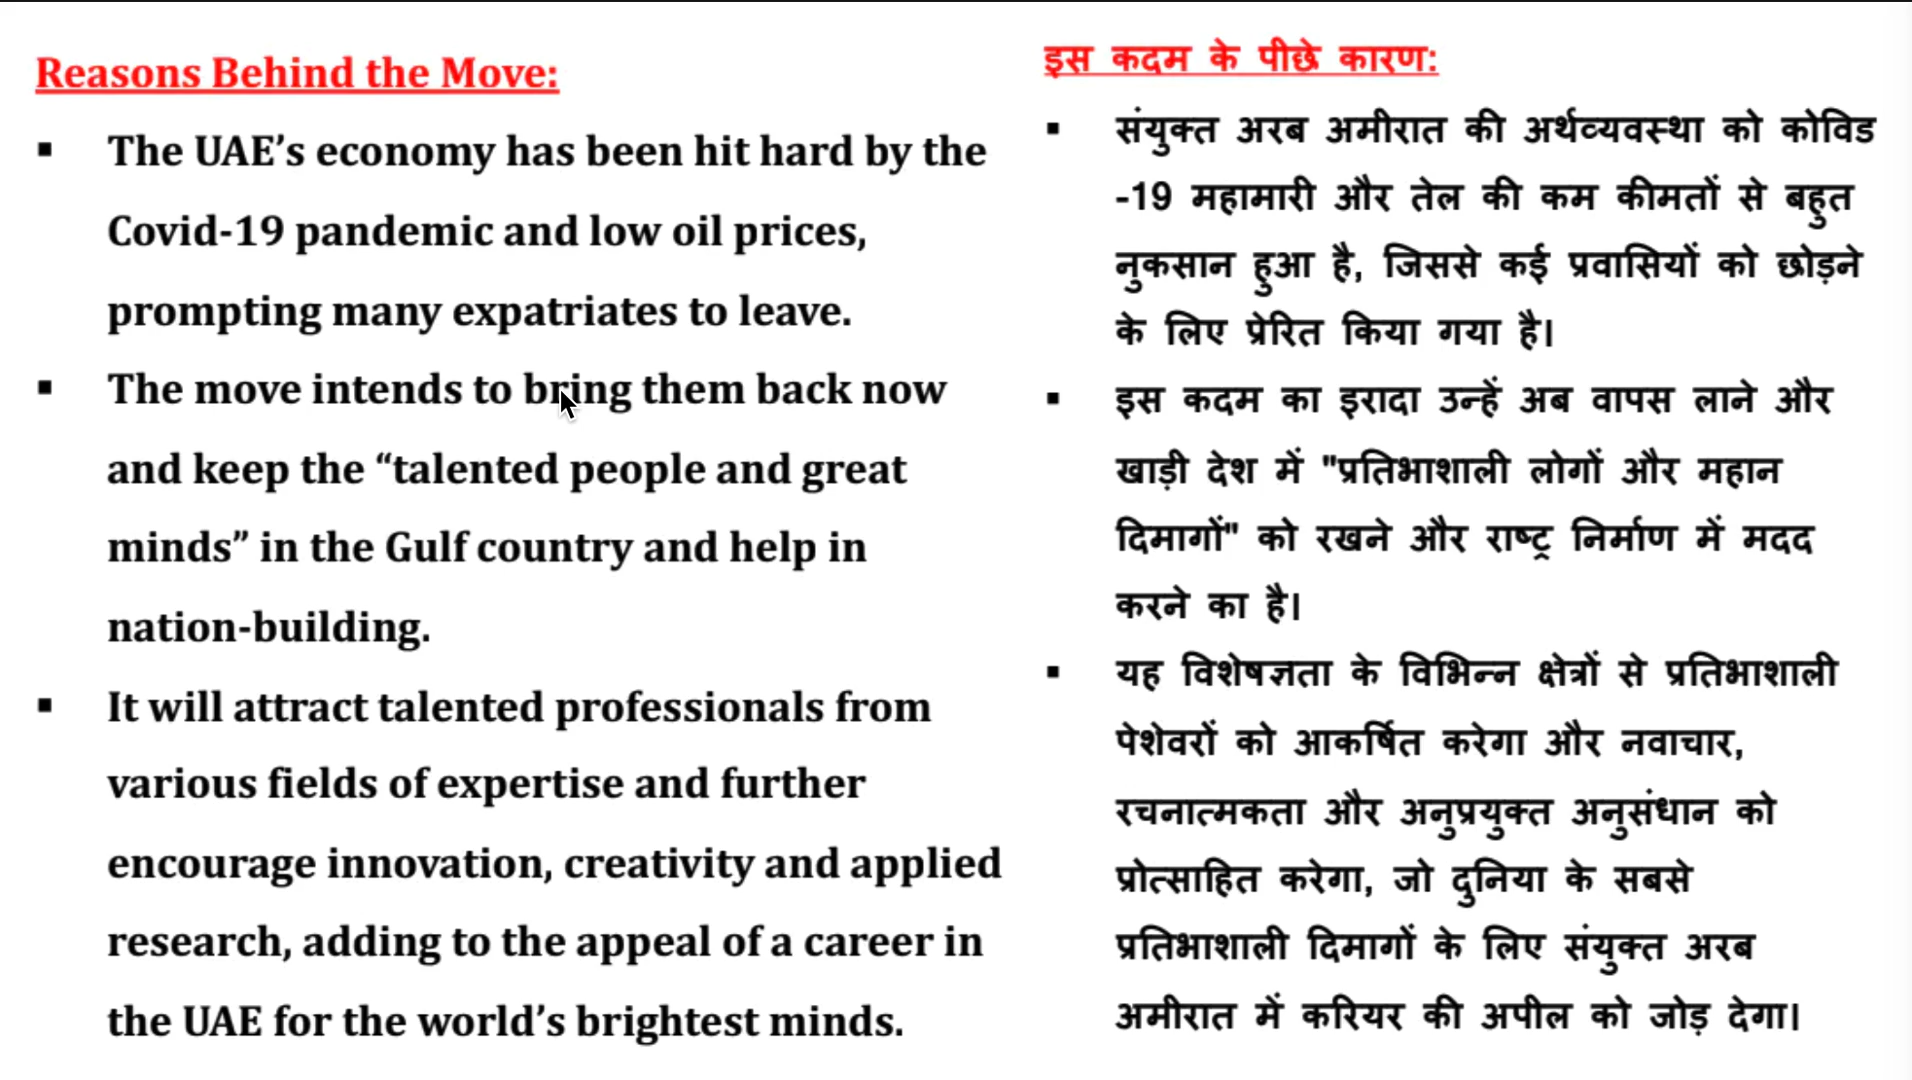 Reasons Behind the Move:
▪ The UAE’s economy has been hit hard by the
Covid-19 pandemic and low oil prices,
prompting many expatriates to leave.
▪ The move intends to bring them back now
and keep the “talented people and great
minds” in the Gulf country and help in
nation-building.
▪ It will attract talented professionals from
various fields of expertise and further
encourage innovation, creativity and applied
research, adding to the appeal of a career in
the UAE for the world’s brightest minds.
इस कदम के पीछे कारण:
▪ संयुक्त अरब अमीरात की अर्थव्यवस्था को कोविड
-19 महामारी और तेल की कम कीमतों से बहुत
नुकसान हुआ है, जिससे कई प्रवासियों को छोड़ने
के लिए प्रेरित किया गया है।
▪ इस कदम का इरादा उन्हें अब वापस लाने और
खाड़ी देश में "प्रतिभाशाली लोगों और महान
दिमागों" को रखने और राष्ट्र निर्माण में मदद
करने का है।
▪ यह विशेषज्ञता के विभिन्न क्षेत्रों से प्रतिभाशाली
पेशेवरों को आकर्षित करेगा और नवाचार,
रचनात्मकता और अनुप्रयुक्त अनुसंधान को
प्रोत्साहित करेगा, जो दुनिया के सबसे
प्रतिभाशाली दिमागों के लिए संयुक्त अरब
अमीरात में करियर की अपील को जोड़ देगा।